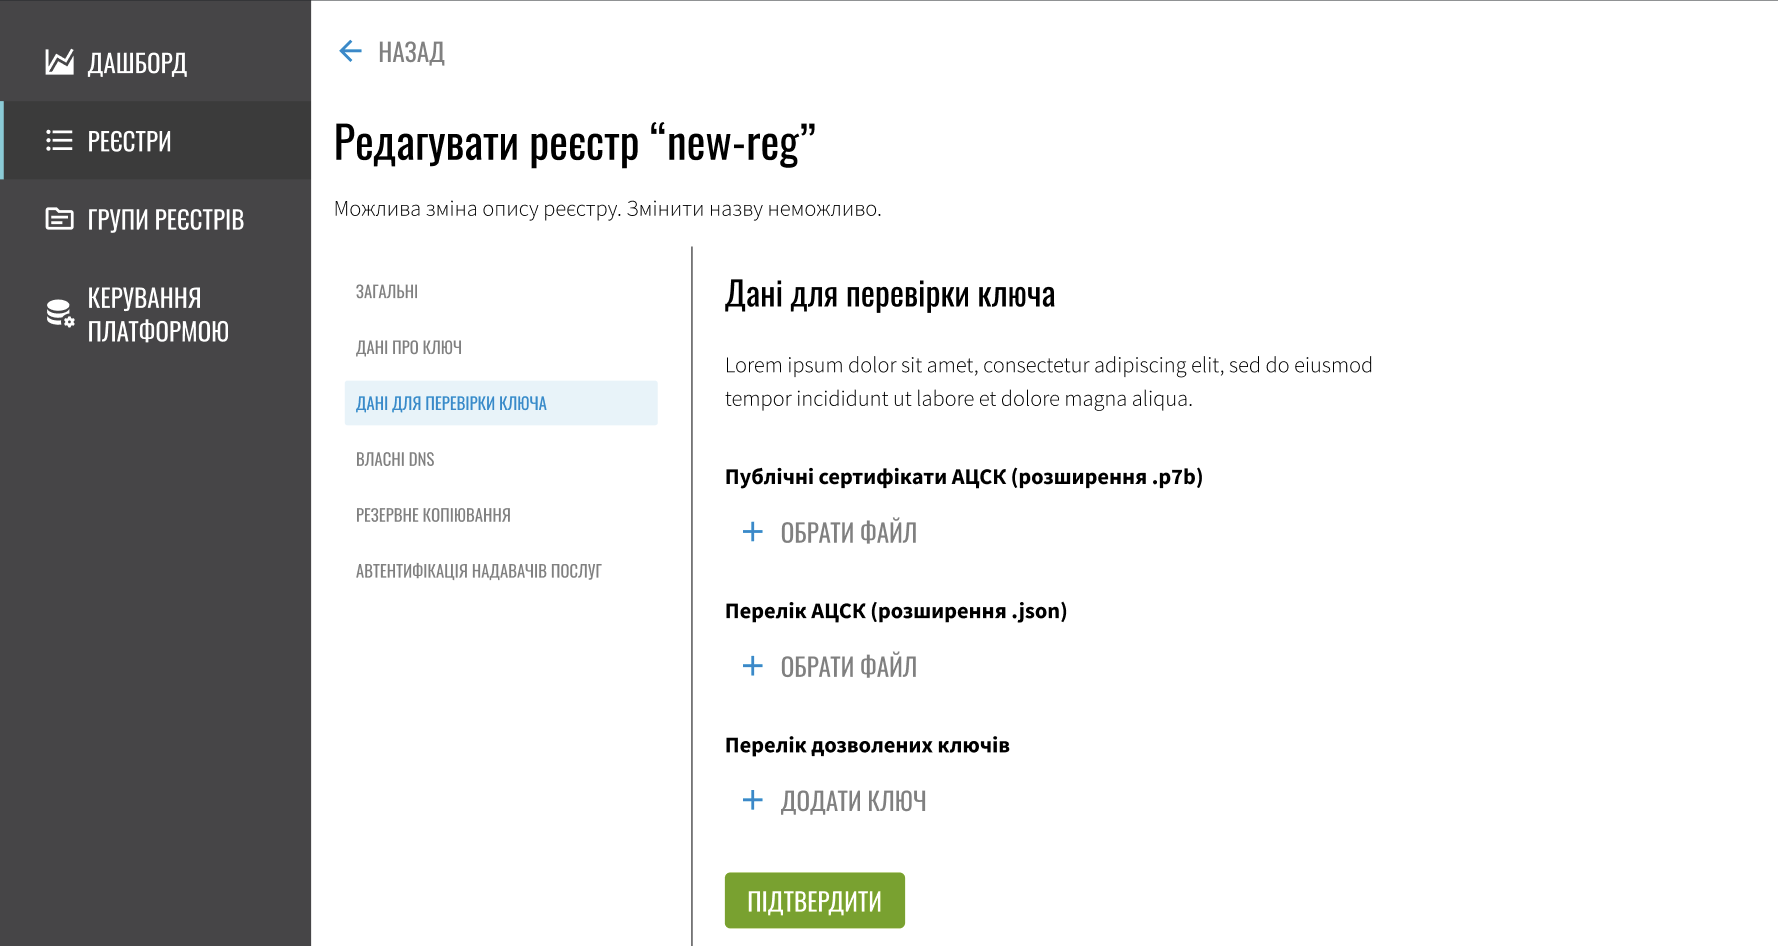 ДАШБОРД
РЕЄСТРИ
ГРУПИ РЕЄСТРІВ
КЕРУВАННЯ
ПЛАТФОРМОЮ
НАЗАД
Редагувати реєстр “new-reg”
Можлива зміна опису реєстру. Змінити назву неможливо.
ЗАГАЛЬНІ
ДАНІ ПРО КЛЮЧ
ДАНІ ДЛЯ ПЕРЕВІРКИ КЛЮЧА
ВЛАСНІ DNS
РЕЗЕРВНЕ КОПІЮВАННЯ
АВТЕНТИФІКАЦІЯ НАДАВАЧІВ ПОСЛУГ
Дані для перевірки ключа
Lorem ipsum dolor sit amet, consectetur adipiscing elit, sed do eiusmod
tempor incididunt ut labore et dolore magna aliqua.
Публічні сертифікати АЦСК (розширення .p7b)
ОБРАТИ ФАЙЛ
Перелік АЦСК (розширення .json)
ОБРАТИ ФАЙЛ
Перелік дозволених ключів
ДОДАТИ КЛЮЧ
ПІДТВЕРДИТИ